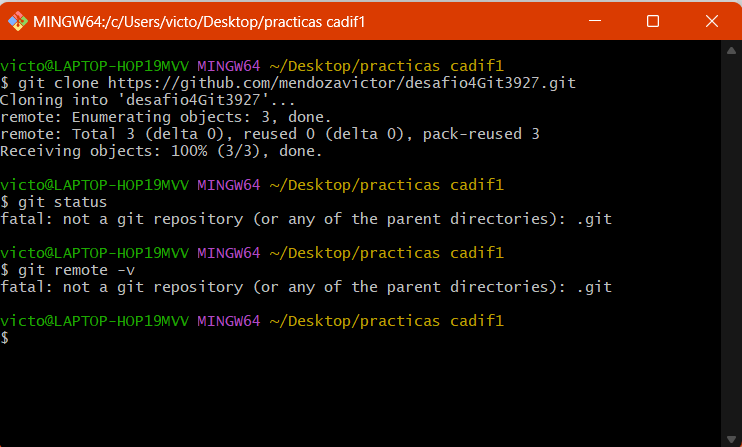 MINGW64:/c/Users/victo/Desktop/practicas cadif1
victo@LAPTOP-HOP19MVV MINGW64 ~/Desktop/practicas cadif1
$ git clone https://github.com/mendozavictor/desafio4Git3927.git
Cloning into 'desafio4Git3927'...
remote: Enumerating objects: 3, done.
remote: Total 3 (delta 0), reused 0 (delta 0), pack-reused 3
Receiving objects: 100% (3/3), done.
victo@LAPTOP-HOP19MVV MINGW64 ~/Desktop/practicas cadif1
$ git status
fatal: not a git repository (or any of the parent directories): .git
victo@LAPTOP-HOP19MVV MINGW64 ~/Desktop/practicas cadif1
$ git remote -v
fatal: not a git repository (or any of the parent directories): .git
victo@LAPTOP-HOP19MVV MINGW64 ~/Desktop/practicas cadif1
$